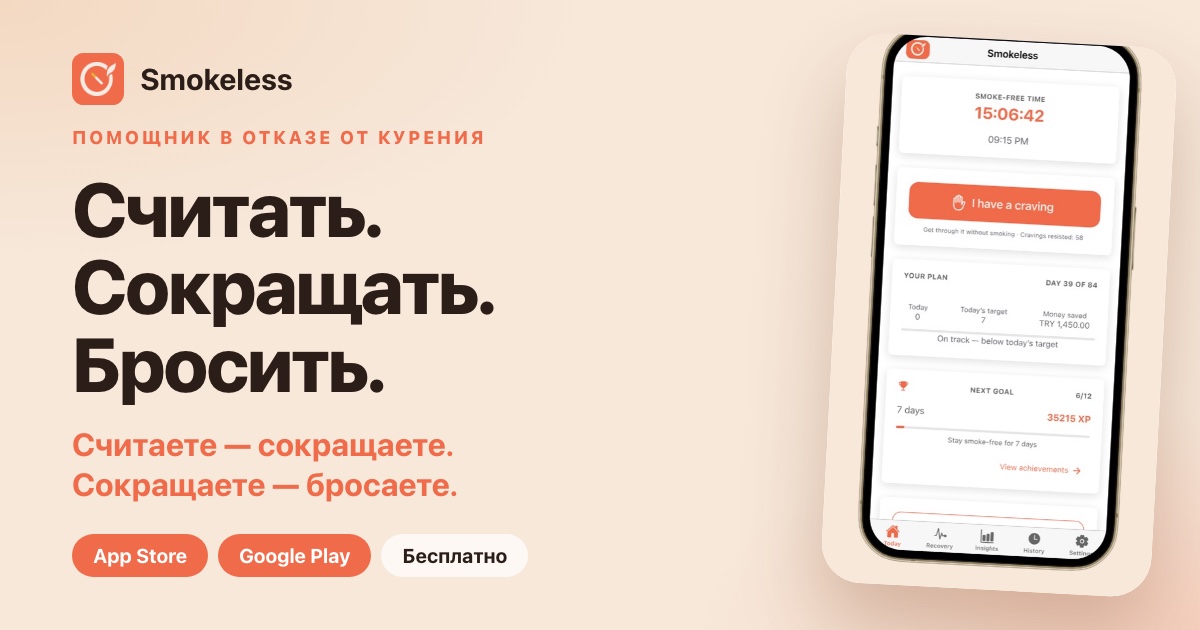 Smokeless
ПОМОЩНИК В ОТКАЗЕ ОТ КУРЕНИЯ
Считать.
Сокращать.
Бросить.
Считаете — сокращаете.
Сокращаете — бросаете.
App Store
Google Play
Бесплатно
Smokeless
SMOKE-FREE TIME
15:06:42
09:15 PM
I have a craving
Get through it without smoking · Cravings resisted: 58
YOUR PLAN
DAY 39 OF 84
Today
Today's target
Money saved
0
7
TRY 1,450.00
On track — below today's target
NEXT GOAL
6/12
7 days
35215 XP
Stay smoke-free for 7 days
View achievements →
Today
Recovery
Insights
History